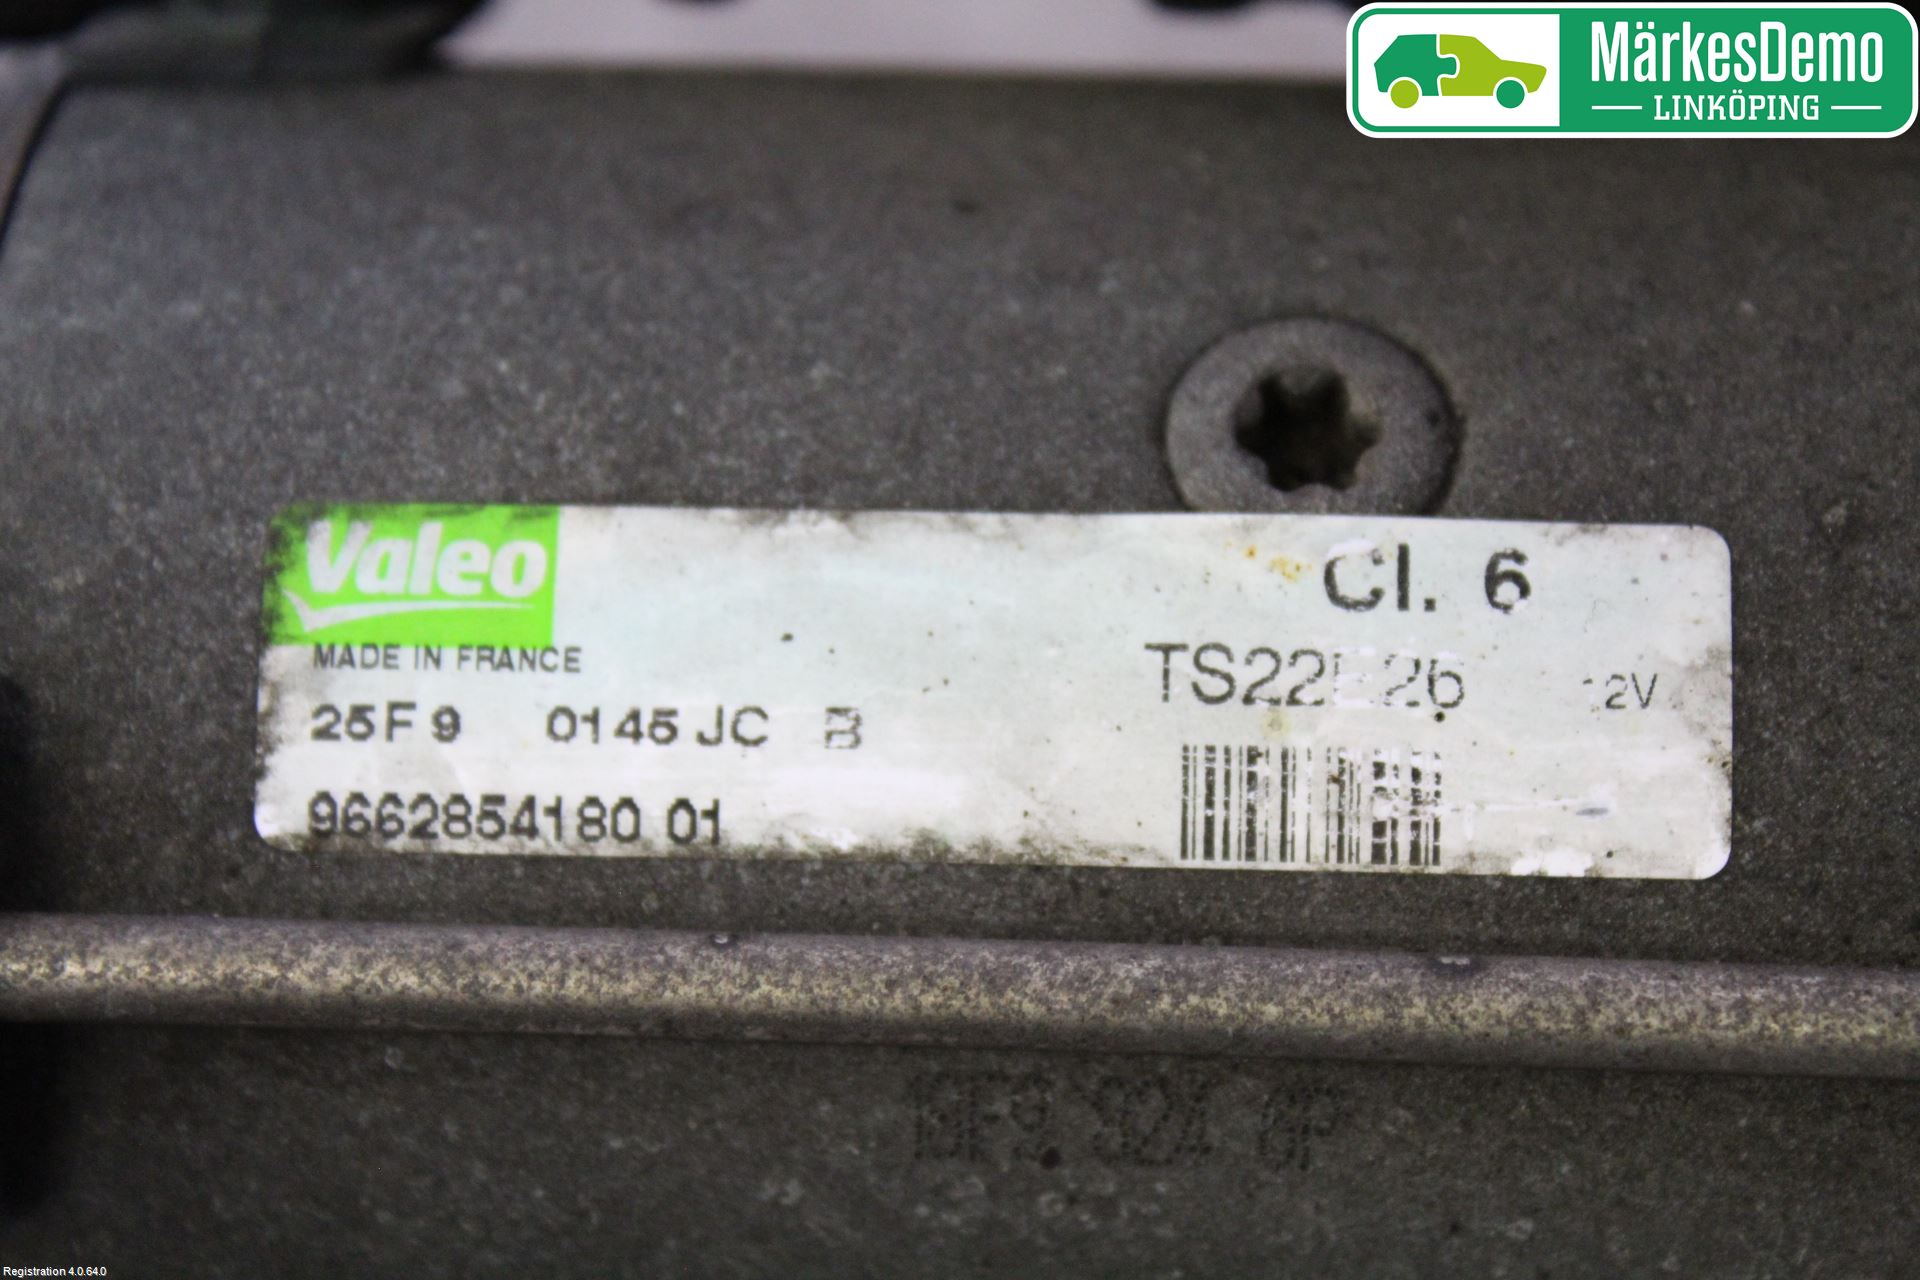 MärkesDemo
LINKÖPING
Valeo
Cl. 6
MADE IN FRANCE
TS22E26 12V
25F9 0145 JC B
9662854180 01
Registration 4.0.64.0